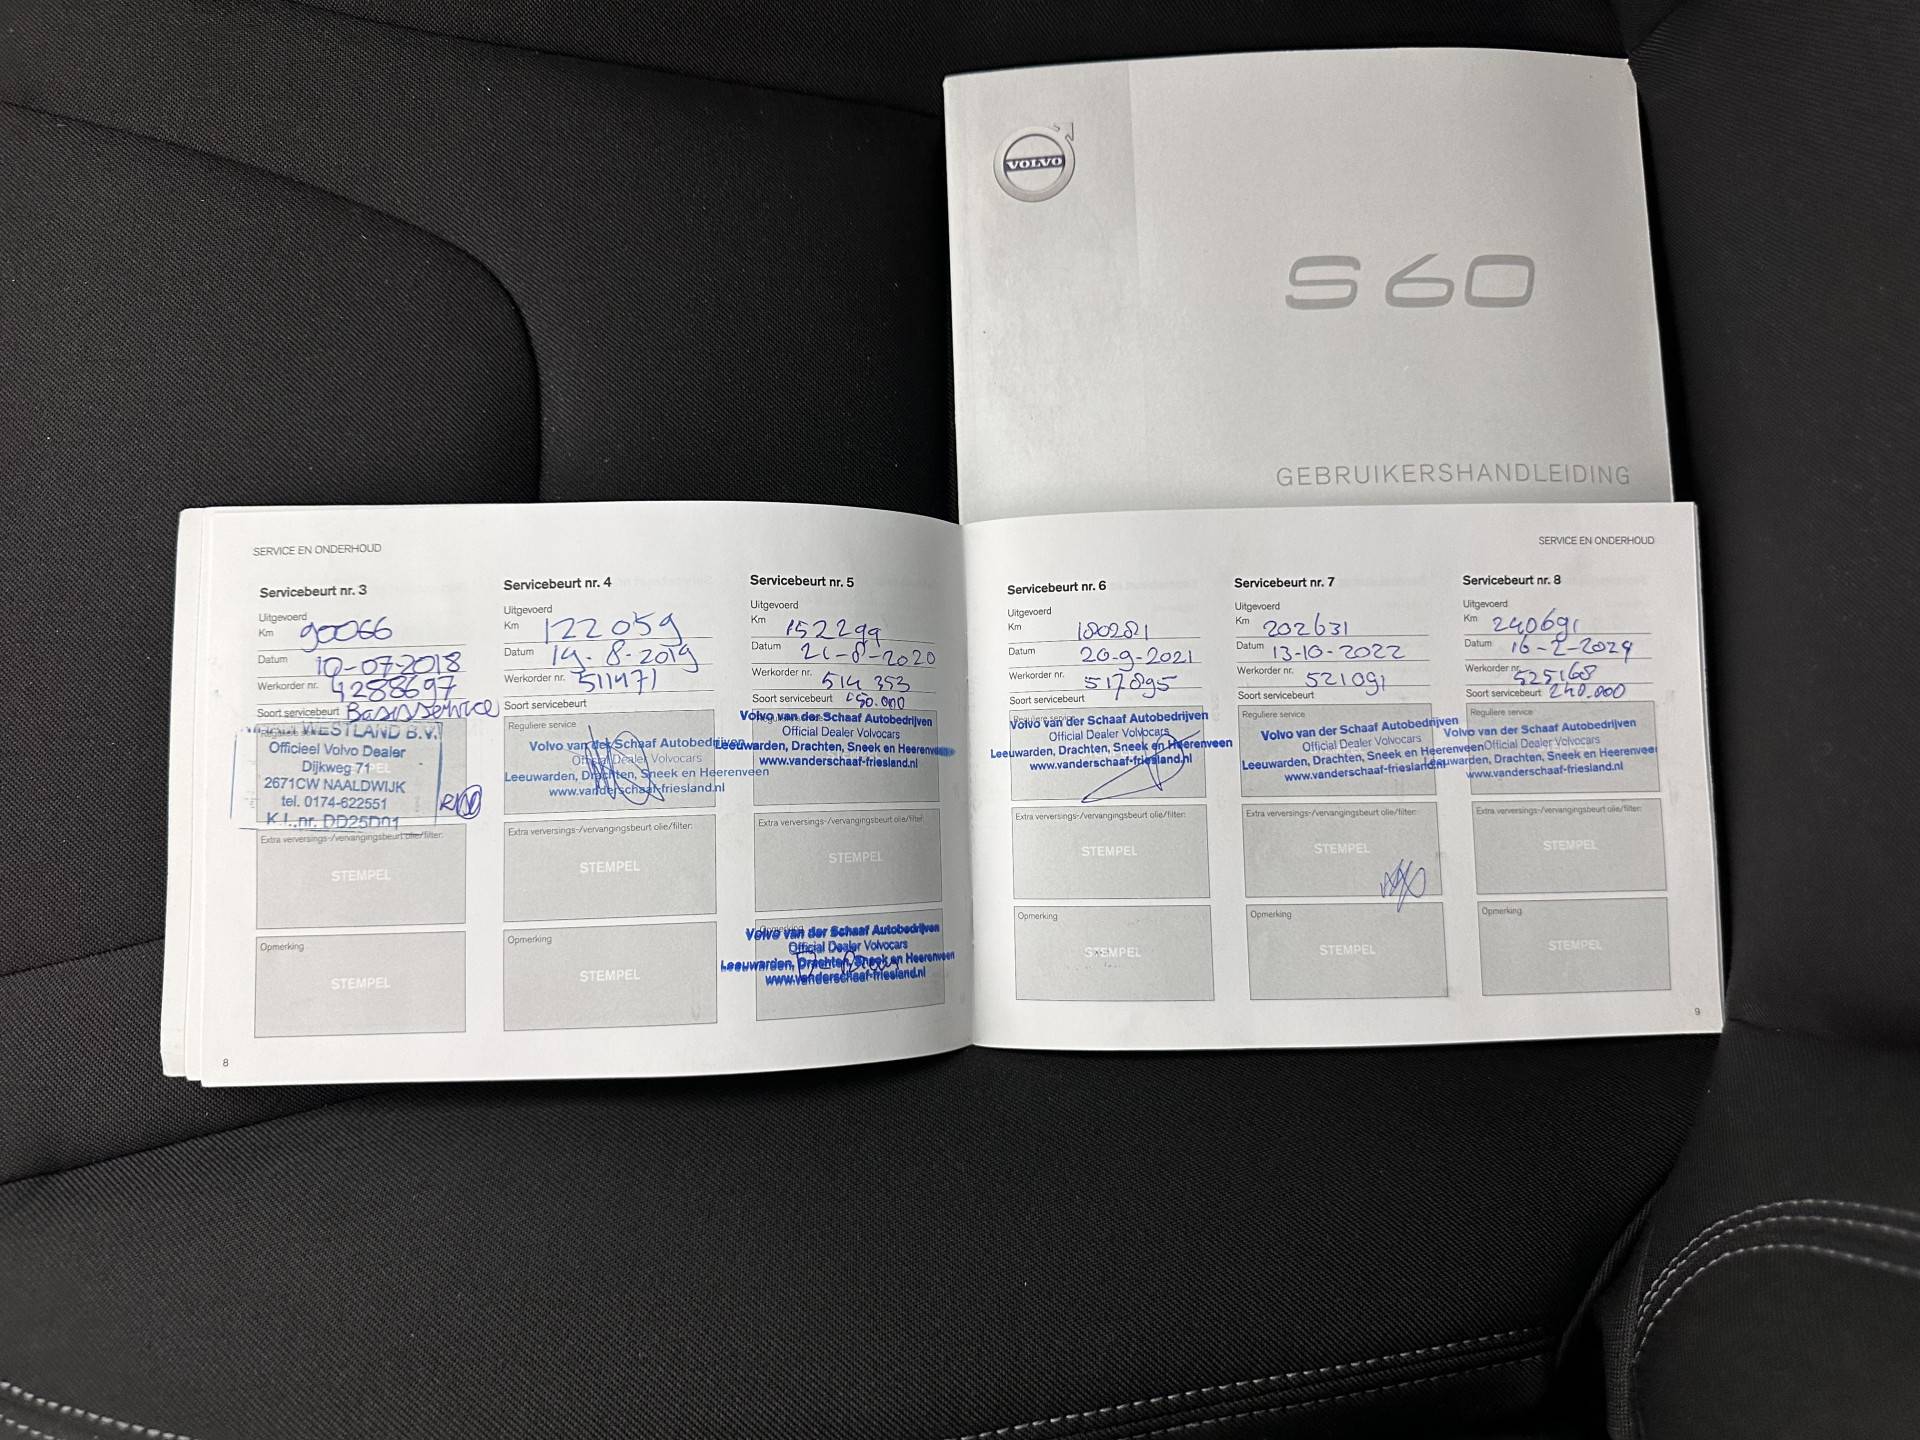 VOLVO
S60
GEBRUIKERSHANDLEIDING
SERVICE EN ONDERHOUD
Servicebeurt nr. 3
Uitgevoerd
Km 90066
Datum 10-07-2018
Werkorder nr. 4288697
Soort servicebeurt Basisservice
WESTLAND B.V.
Officieel Volvo Dealer
Dijkweg 71
2671CW NAALDWIJK
tel. 0174-622551
K.I. nr. DD25D01
Extra verversings-/vervangingsbeurt olie/filter:
STEMPEL
Opmerking
STEMPEL
8
Servicebeurt nr. 4
Uitgevoerd
Km 122059
Datum 19-8-2019
Werkorder nr. 511471
Soort servicebeurt
Reguliere service
Volvo van der Schaaf Autobedrijven
Official Dealer Volvocars
Leeuwarden, Drachten, Sneek en Heerenveen
www.vanderschaaf-friesland.nl
Extra verversings-/vervangingsbeurt olie/filter:
STEMPEL
Opmerking
STEMPEL
Servicebeurt nr. 5
Uitgevoerd
Km 152299
Datum 21-8-2020
Werkorder nr. 514353
Soort servicebeurt 150.000
Volvo van der Schaaf Autobedrijven
Official Dealer Volvocars
Leeuwarden, Drachten, Sneek en Heerenveen
www.vanderschaaf-friesland.nl
Extra verversings-/vervangingsbeurt olie/filter:
STEMPEL
Opmerking
Volvo van der Schaaf Autobedrijven
Official Dealer Volvocars
Leeuwarden, Drachten, Sneek en Heerenveen
www.vanderschaaf-friesland.nl
SERVICE EN ONDERHOUD
Servicebeurt nr. 6
Uitgevoerd
Km 180281
Datum 20-9-2021
Werkorder nr. 517895
Soort servicebeurt
Reguliere service
Volvo van der Schaaf Autobedrijven
Official Dealer Volvocars
Leeuwarden, Drachten, Sneek en Heerenveen
www.vanderschaaf-friesland.nl
Extra verversings-/vervangingsbeurt olie/filter:
STEMPEL
Opmerking
STEMPEL
Servicebeurt nr. 7
Uitgevoerd
Km 202631
Datum 13-10-2022
Werkorder nr. 521091
Soort servicebeurt
Reguliere service
Volvo van der Schaaf Autobedrijven
Official Dealer Volvocars
Leeuwarden, Drachten, Sneek en Heerenveen
www.vanderschaaf-friesland.nl
Extra verversings-/vervangingsbeurt olie/filter:
STEMPEL
Opmerking
STEMPEL
Servicebeurt nr. 8
Uitgevoerd
Km 240691
Datum 16-2-2024
Werkorder nr. 525168
Soort servicebeurt 240.000
Reguliere service
Volvo van der Schaaf Autobedrijven
Official Dealer Volvocars
Leeuwarden, Drachten, Sneek en Heerenveen
www.vanderschaaf-friesland.nl
Extra verversings-/vervangingsbeurt olie/filter:
STEMPEL
Opmerking
STEMPEL
9